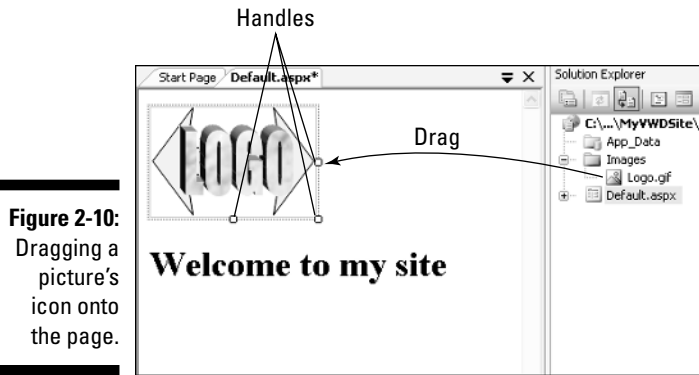 Handles
Start Page
Default.aspx*
Solution Explorer
C:\...\MyVWDSite\
App_Data
Images
Logo.gif
Default.aspx
Drag
LOGO
Welcome to my site
Figure 2-10:
Dragging a
picture's
icon onto
the page.